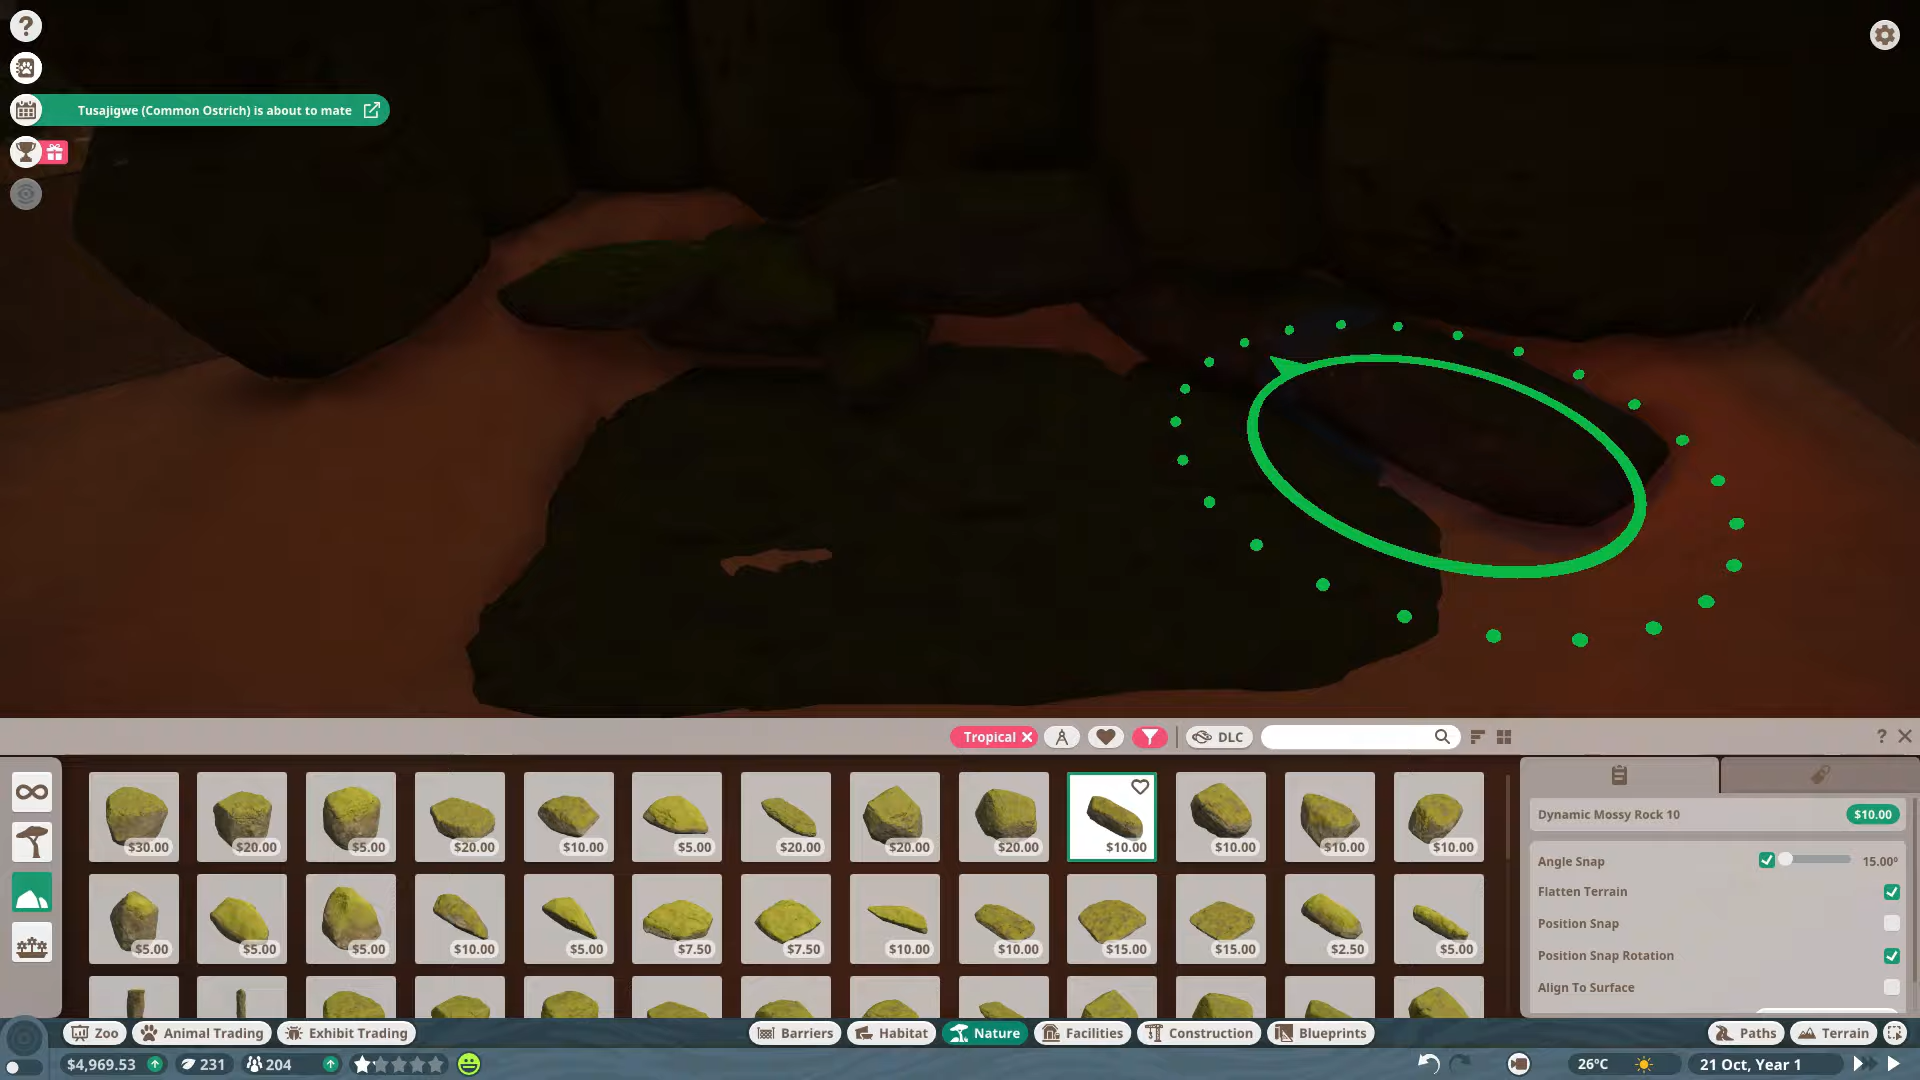 ?
Tusajigwe (Common Ostrich) is about to mate
Tropical
DLC
?
$30.00 $20.00 $5.00 $20.00 $10.00 $5.00 $20.00 $20.00 $20.00 $10.00 $10.00 $10.00 $10.00
$5.00 $5.00 $5.00 $10.00 $5.00 $7.50 $7.50 $10.00 $10.00 $15.00 $15.00 $2.50 $5.00
Dynamic Mossy Rock 10 $10.00
Angle Snap 15.00°
Flatten Terrain
Position Snap
Position Snap Rotation
Align To Surface
Zoo Animal Trading Exhibit Trading Barriers Habitat Nature Facilities Construction Blueprints Paths Terrain
$4,969.53 231 204 26°C 21 Oct, Year 1